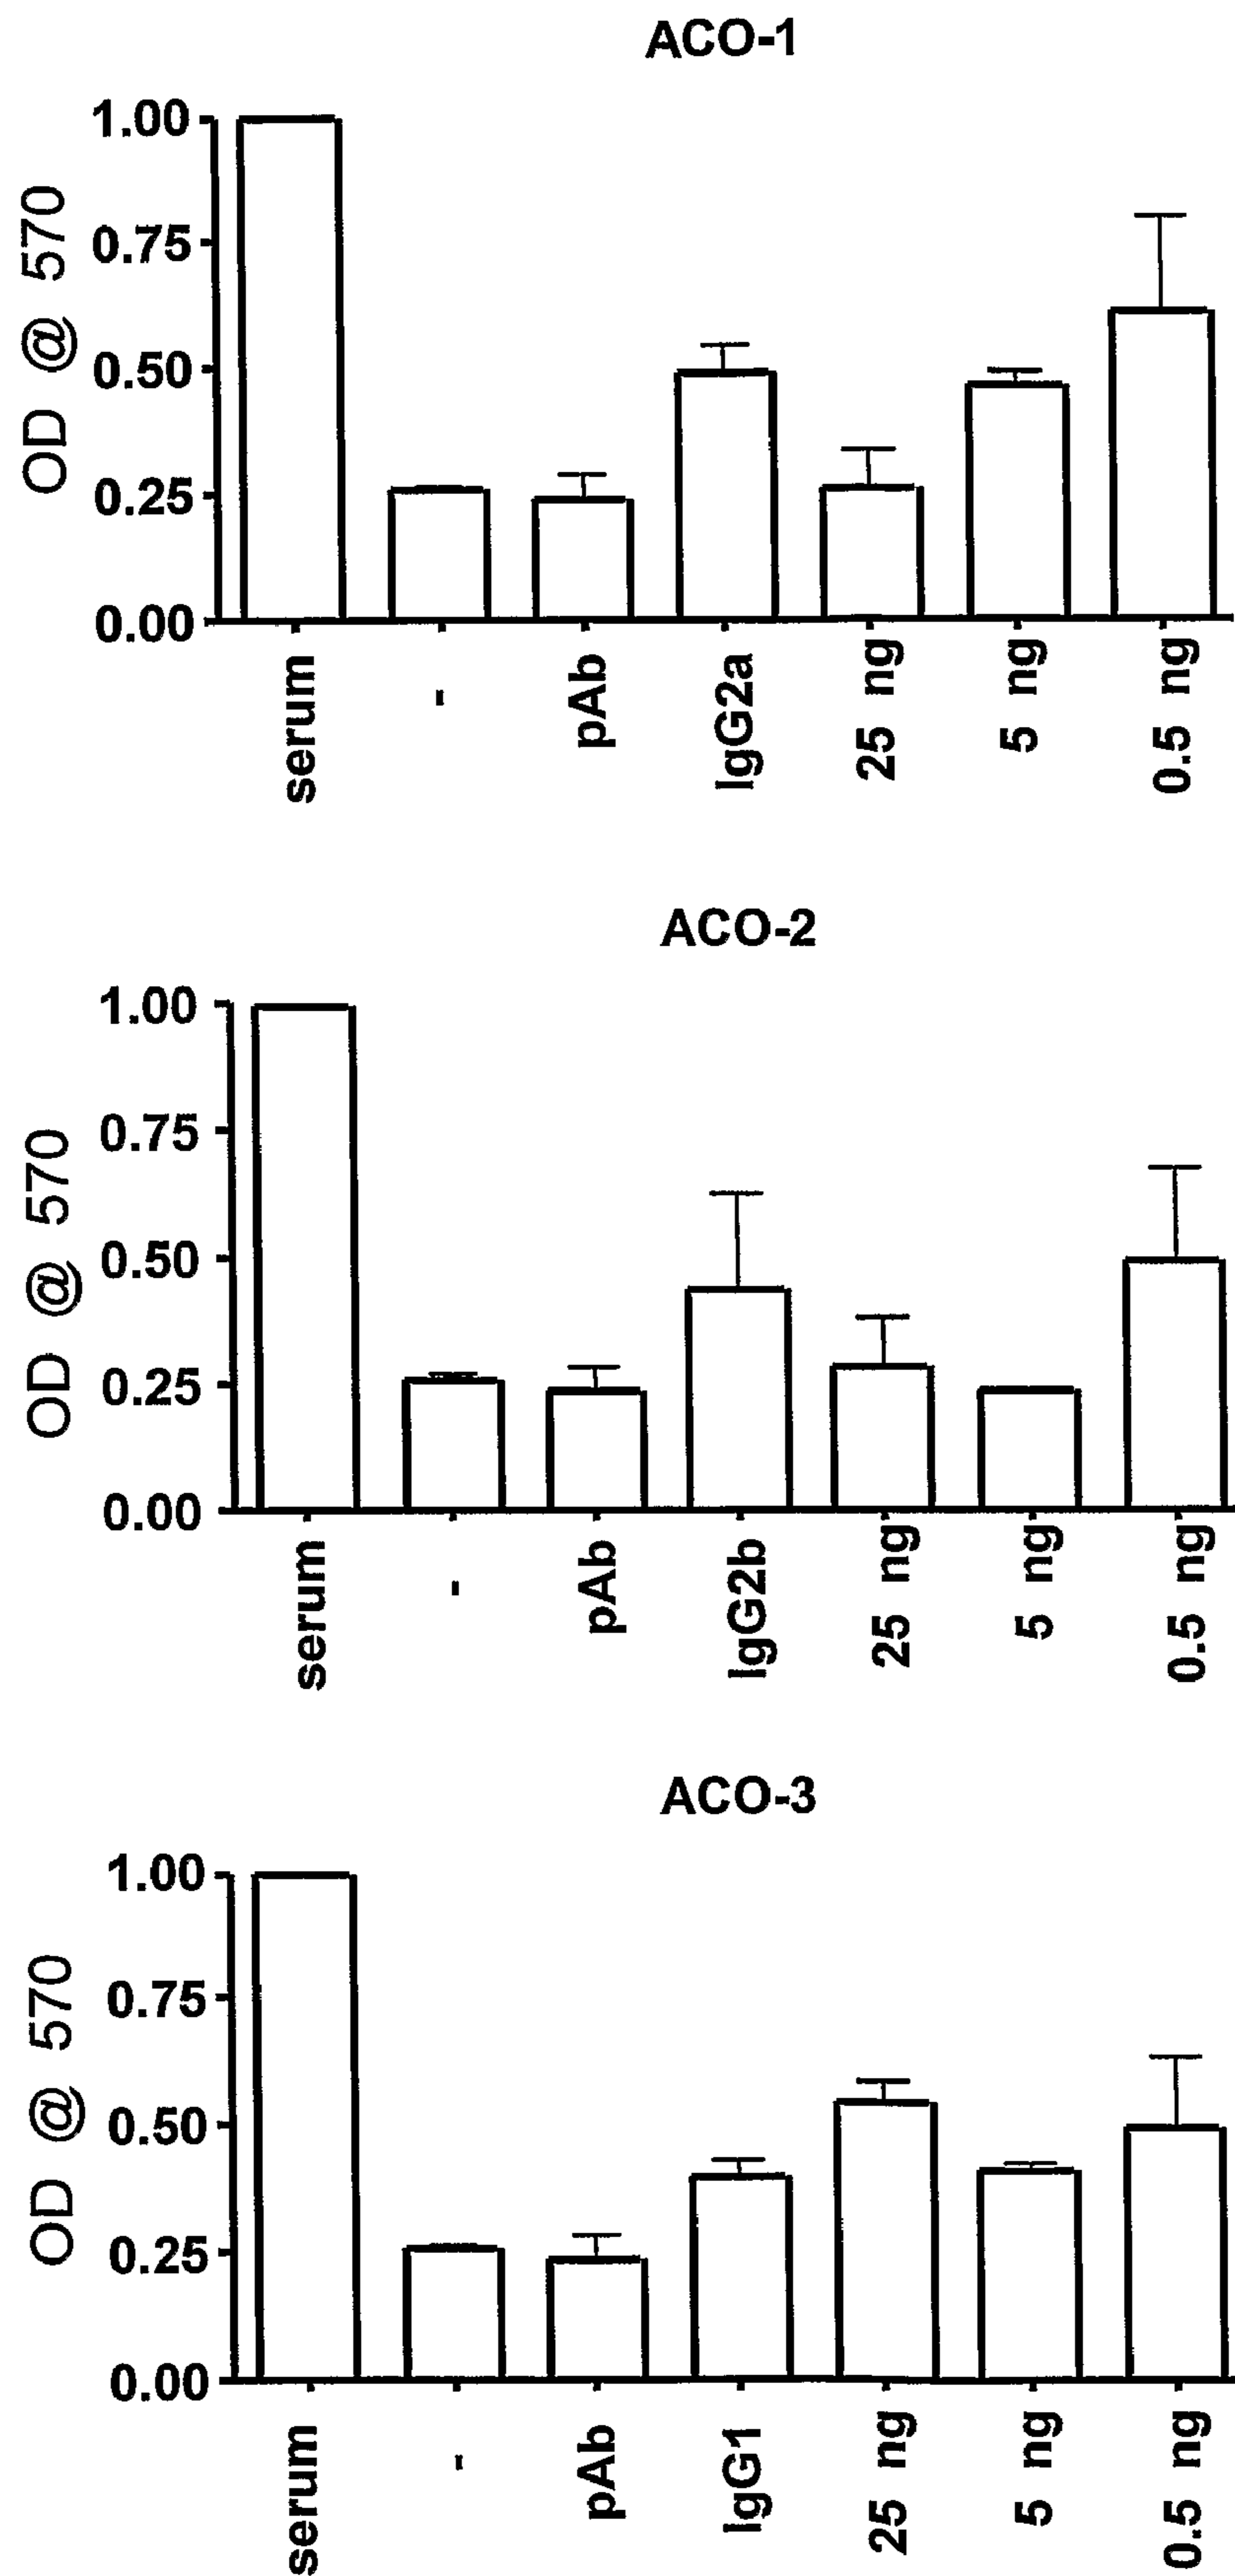 ACO-1
OD @ 570
1.00
0.75
0.50
0.25
0.00
serum
-
pAb
IgG2a
25 ng
5 ng
0.5 ng
ACO-2
OD @ 570
1.00
0.75
0.50
0.25
0.00
serum
-
pAb
IgG2b
25 ng
5 ng
0.5 ng
ACO-3
OD @ 570
1.00
0.75
0.50
0.25
0.00
serum
-
pAb
IgG1
25 ng
5 ng
0.5 ng